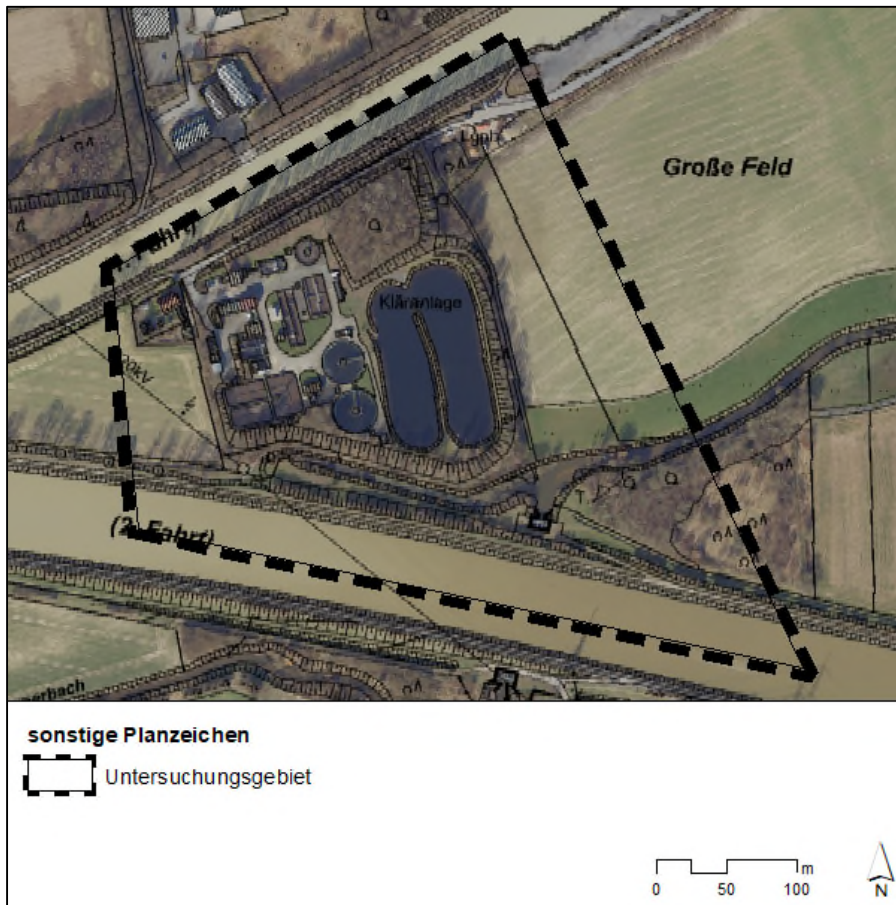 Große Feld
Kläranlage
(2. Fahrt)
sonstige Planzeichen
Untersuchungsgebiet
m
0 50 100
N